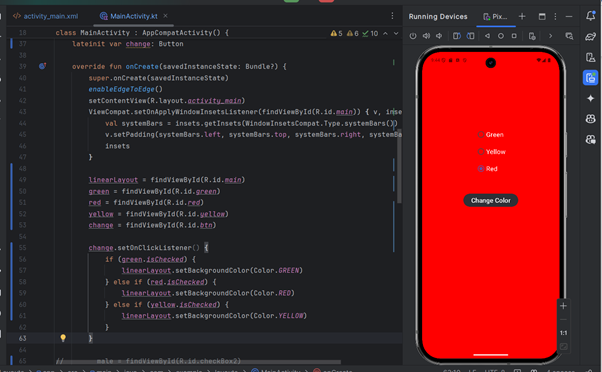 activity_main.xml
MainActivity.kt
Running Devices
Pix...
16 class MainActivity : AppCompatActivity() {
5 6 10
37 lateinit var change: Button
38
39 override fun onCreate(savedInstanceState: Bundle?) {
40 super.onCreate(savedInstanceState)
41 enableEdgeToEdge()
42 setContentView(R.layout.activity_main)
43 ViewCompat.setOnApplyWindowInsetsListener(findViewById(R.id.main)) { v, inse
44 val systemBars = insets.getInsets(WindowInsetsCompat.Type.systemBars())
45 v.setPadding(systemBars.left, systemBars.top, systemBars.right, systemBa
46 insets
47 }
48
49 linearLayout = findViewById(R.id.main)
50 green = findViewById(R.id.green)
51 red = findViewById(R.id.red)
52 yellow = findViewById(R.id.yellow)
53 change = findViewById(R.id.btn)
54
55 change.setOnClickListener() {
56 if (green.isChecked) {
57 linearLayout.setBackgroundColor(Color.GREEN)
58 } else if (red.isChecked) {
59 linearLayout.setBackgroundColor(Color.RED)
60 } else if (yellow.isChecked) {
61 linearLayout.setBackgroundColor(Color.YELLOW)
62 }
63 }
64
65 // male = findViewById(R.id.checkBox2)
Green
Yellow
Red
Change Color
1:1